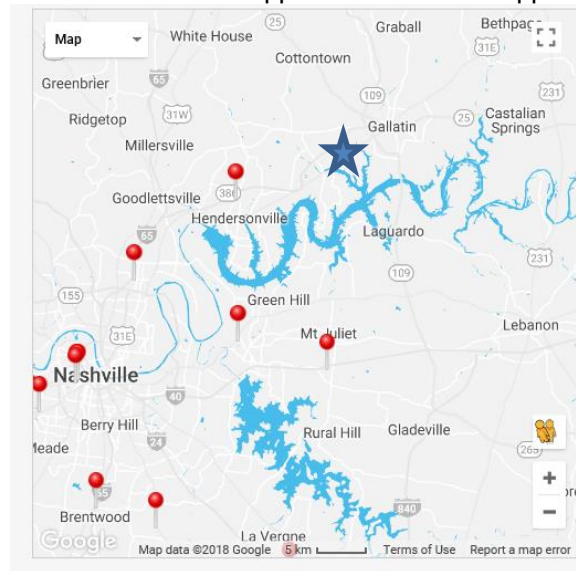 Map
White House
Graball
Bethpage
Cottontown
31E
Greenbrier
65
109
231
Ridgetop
31W
Gallatin
25
Castalian
Springs
Millersville
386
Goodlettsville
Hendersonville
65
Laguardo
231
109
155
Green Hill
31E
Mt Juliet
Lebanon
Nashville
40
Berry Hill
24
Rural Hill
Gladeville
265
Meade
65
840
Brentwood
La Vergne
Google
Map data ©2018 Google
5 km
Terms of Use
Report a map error